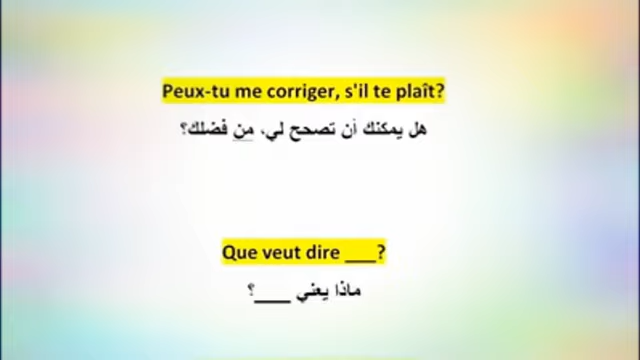 Peux-tu me corriger, s'il te plaît?
هل يمكنك أن تصحح لي، من فضلك؟
Que veut dire ___?
ماذا يعني ___؟